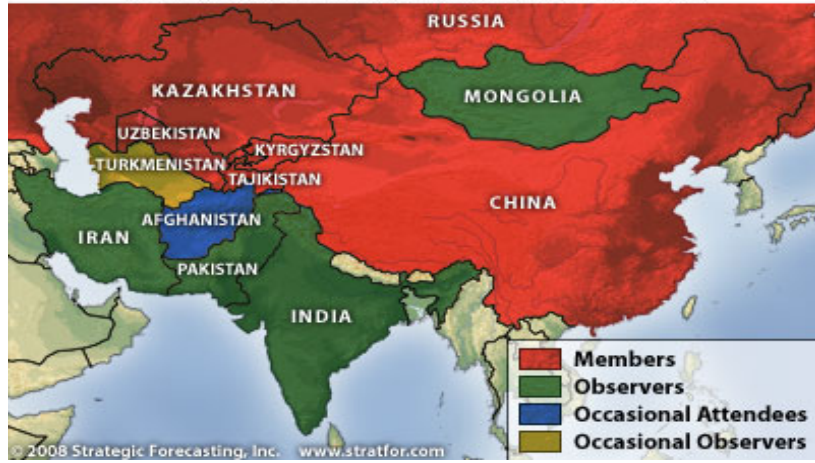 RUSSIA
KAZAKHSTAN
MONGOLIA
UZBEKISTAN
KYRGYZSTAN
TURKMENISTAN
TAJIKISTAN
CHINA
AFGHANISTAN
IRAN
PAKISTAN
INDIA
Members
Observers
Occasional Attendees
Occasional Observers
© 2008 Strategic Forecasting, Inc. www.stratfor.com